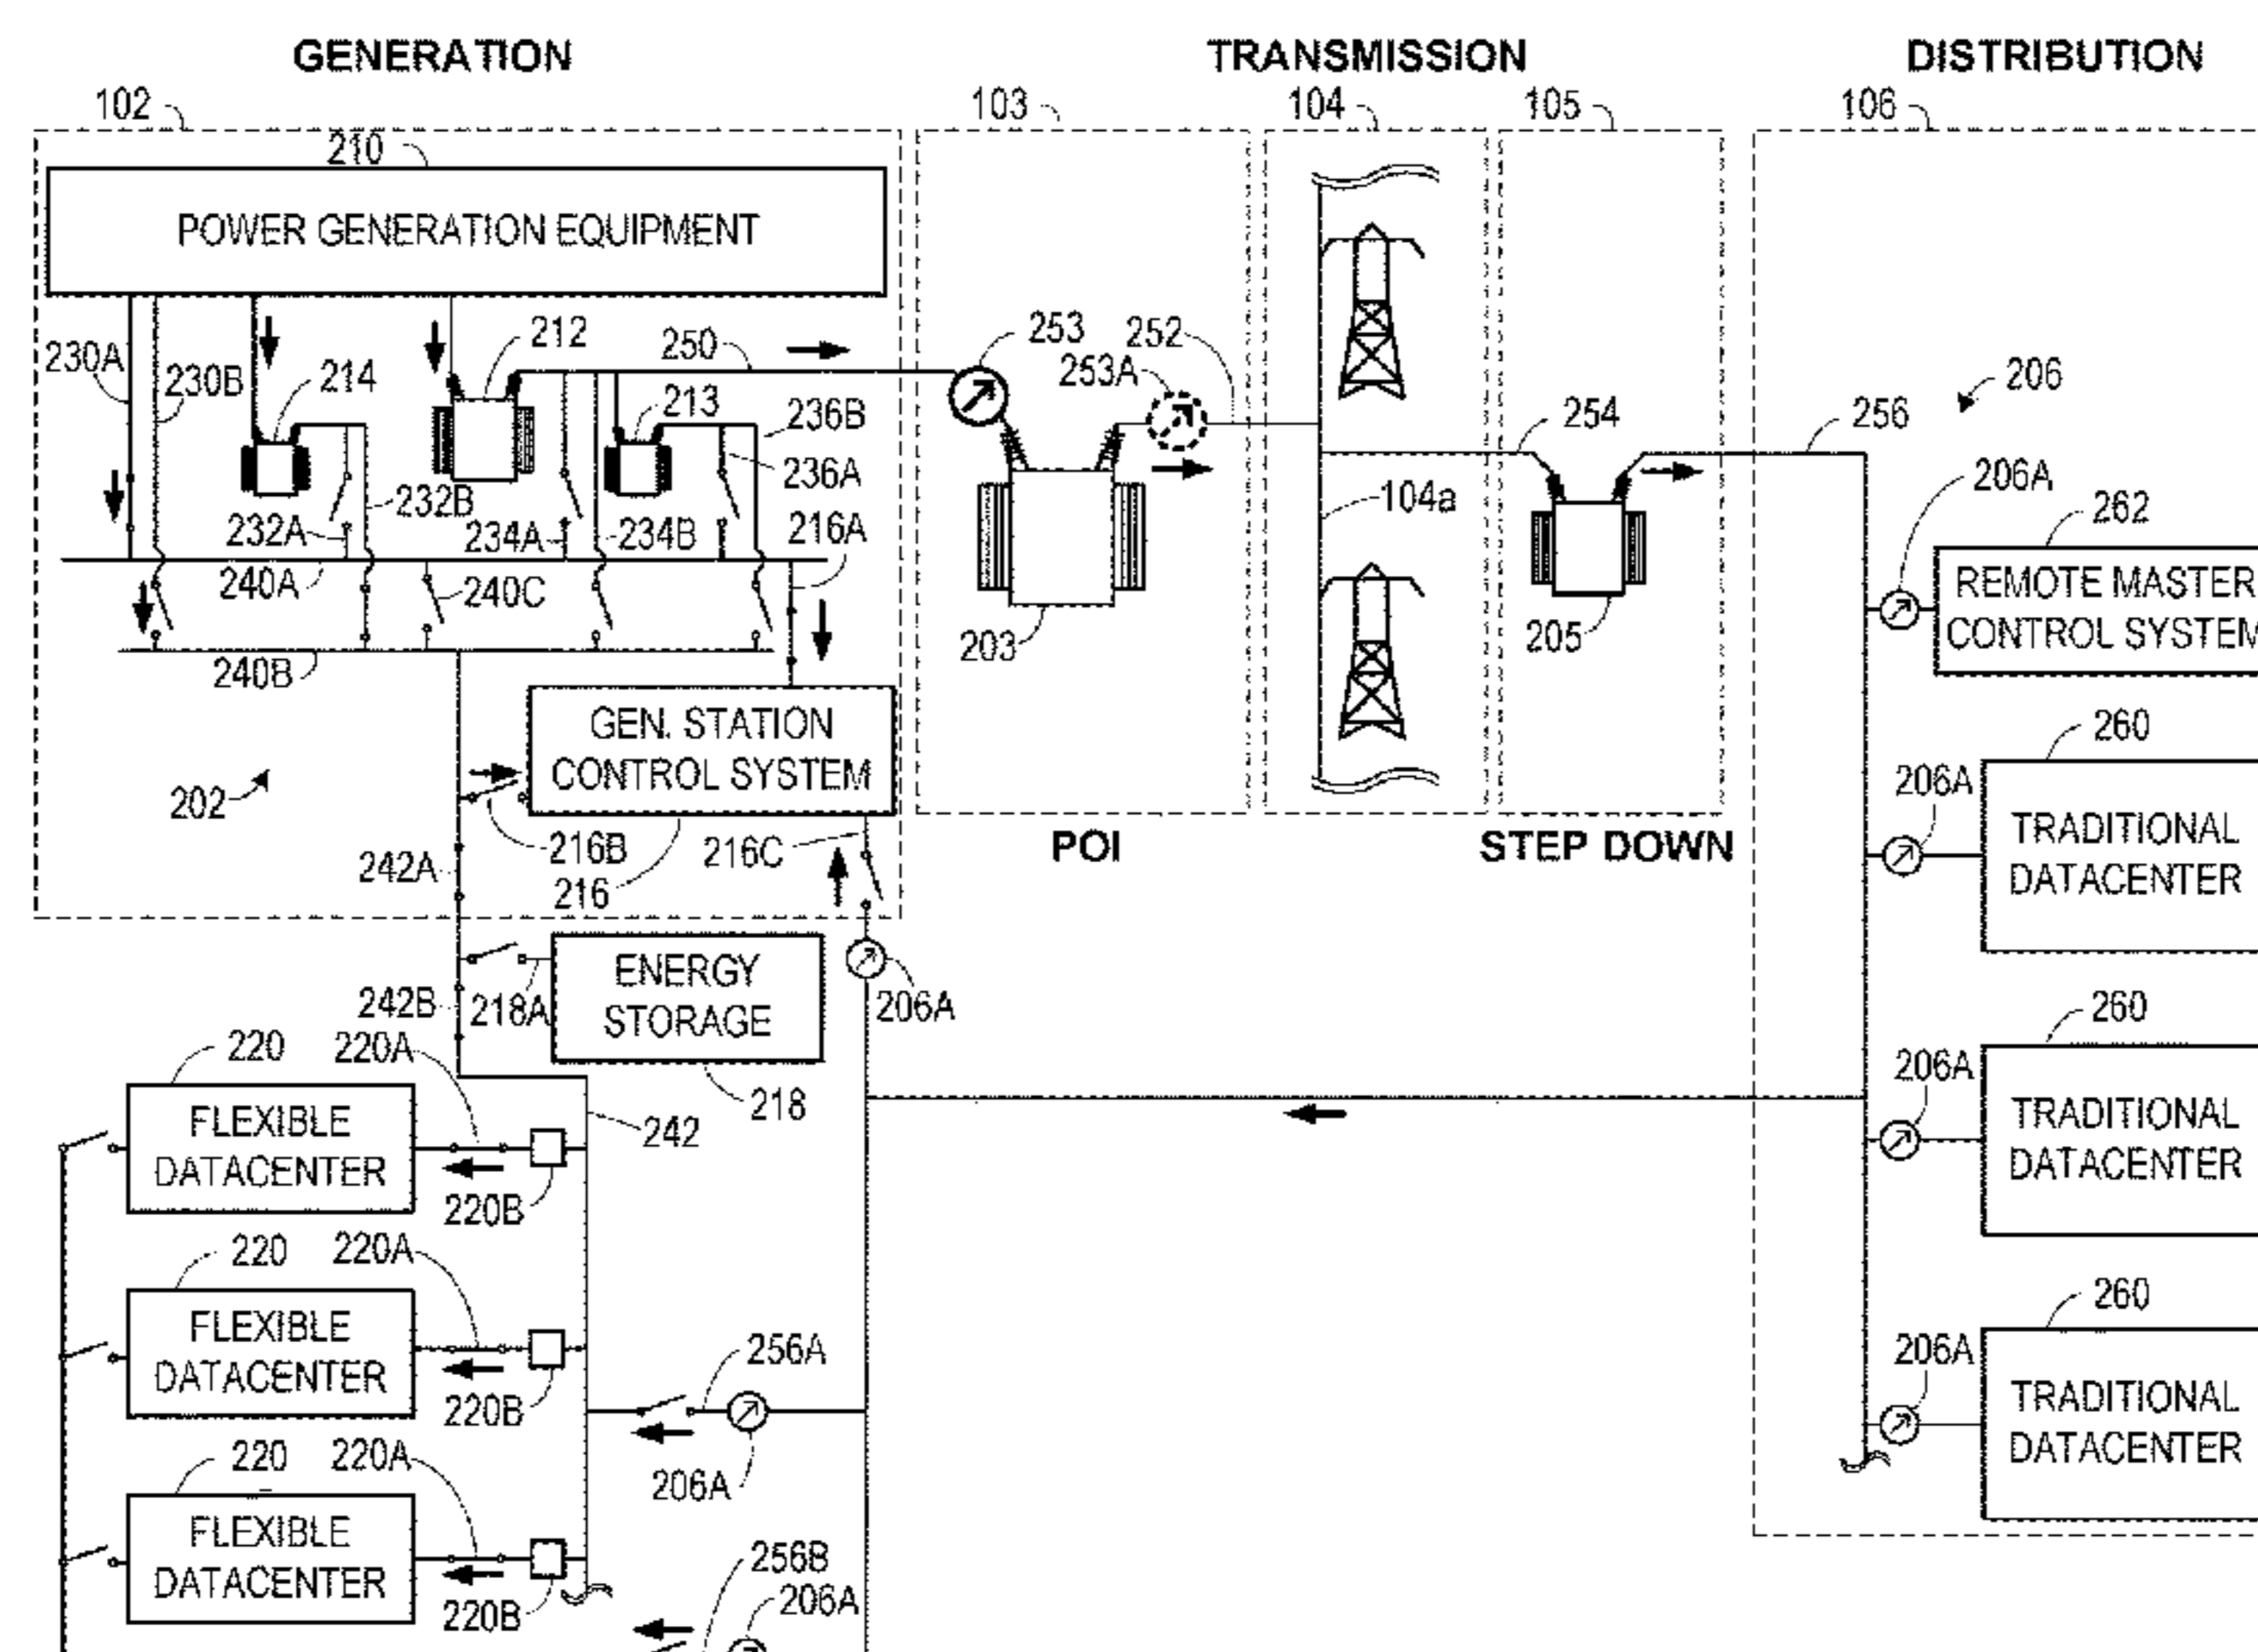 GENERATION
TRANSMISSION
DISTRIBUTION
102
103
104
105
106
210
POWER GENERATION EQUIPMENT
230A
230B
214
212
250
213
236B
236A
232B
232A
234A
234B
216A
240A
240C
240B
253
253A
252
203
104a
254
205
256
206
206A
262
REMOTE MASTER
CONTROL SYSTEM
GEN. STATION
CONTROL SYSTEM
202
216B
216C
216
242A
POI
STEP DOWN
206A
260
TRADITIONAL
DATACENTER
ENERGY
STORAGE
218A
242B
206A
218
220
220A
FLEXIBLE
DATACENTER
220B
242
206A
260
TRADITIONAL
DATACENTER
220
220A
FLEXIBLE
DATACENTER
220B
256A
206A
206A
260
TRADITIONAL
DATACENTER
220
220A
FLEXIBLE
DATACENTER
220B
256B
206A